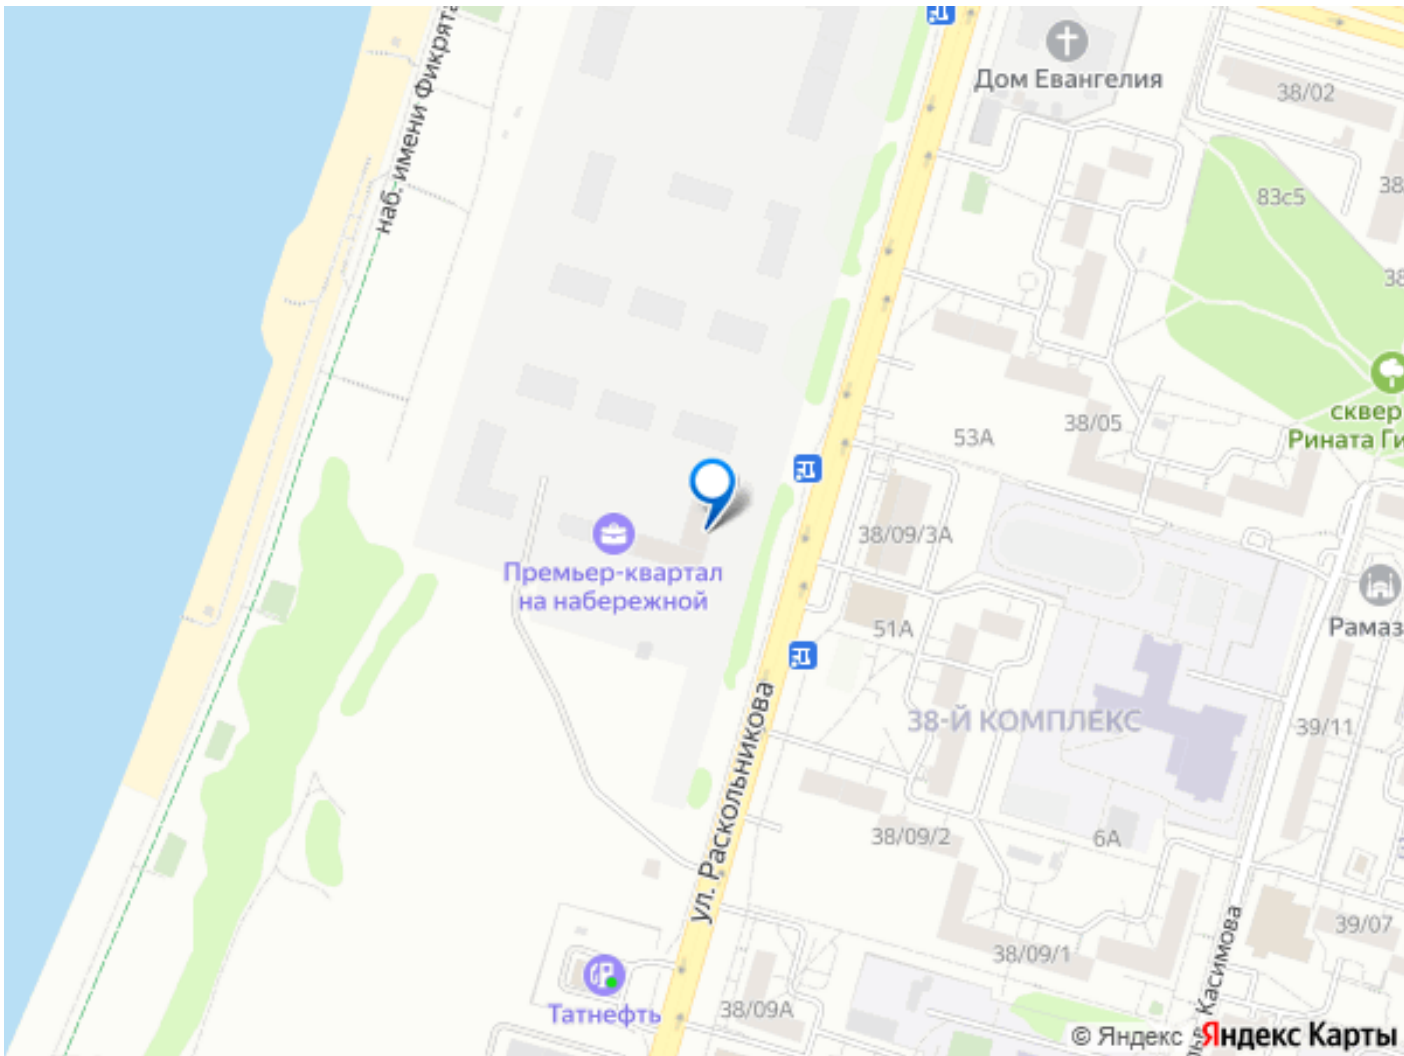 наб. имени Фикрята
Дом Евангелия
38/02
83с5
38
38
сквер
Рината Ги
38/05
53А
38/09/3А
Премьер-квартал
на набережной
51А
Рамаз
38-Й КОМПЛЕКС
39/11
ул. Раскольникова
38/09/2
6А
39/07
38/09/1
Касимова
Татнефть
38/09А
© Яндекс Яндекс Карты